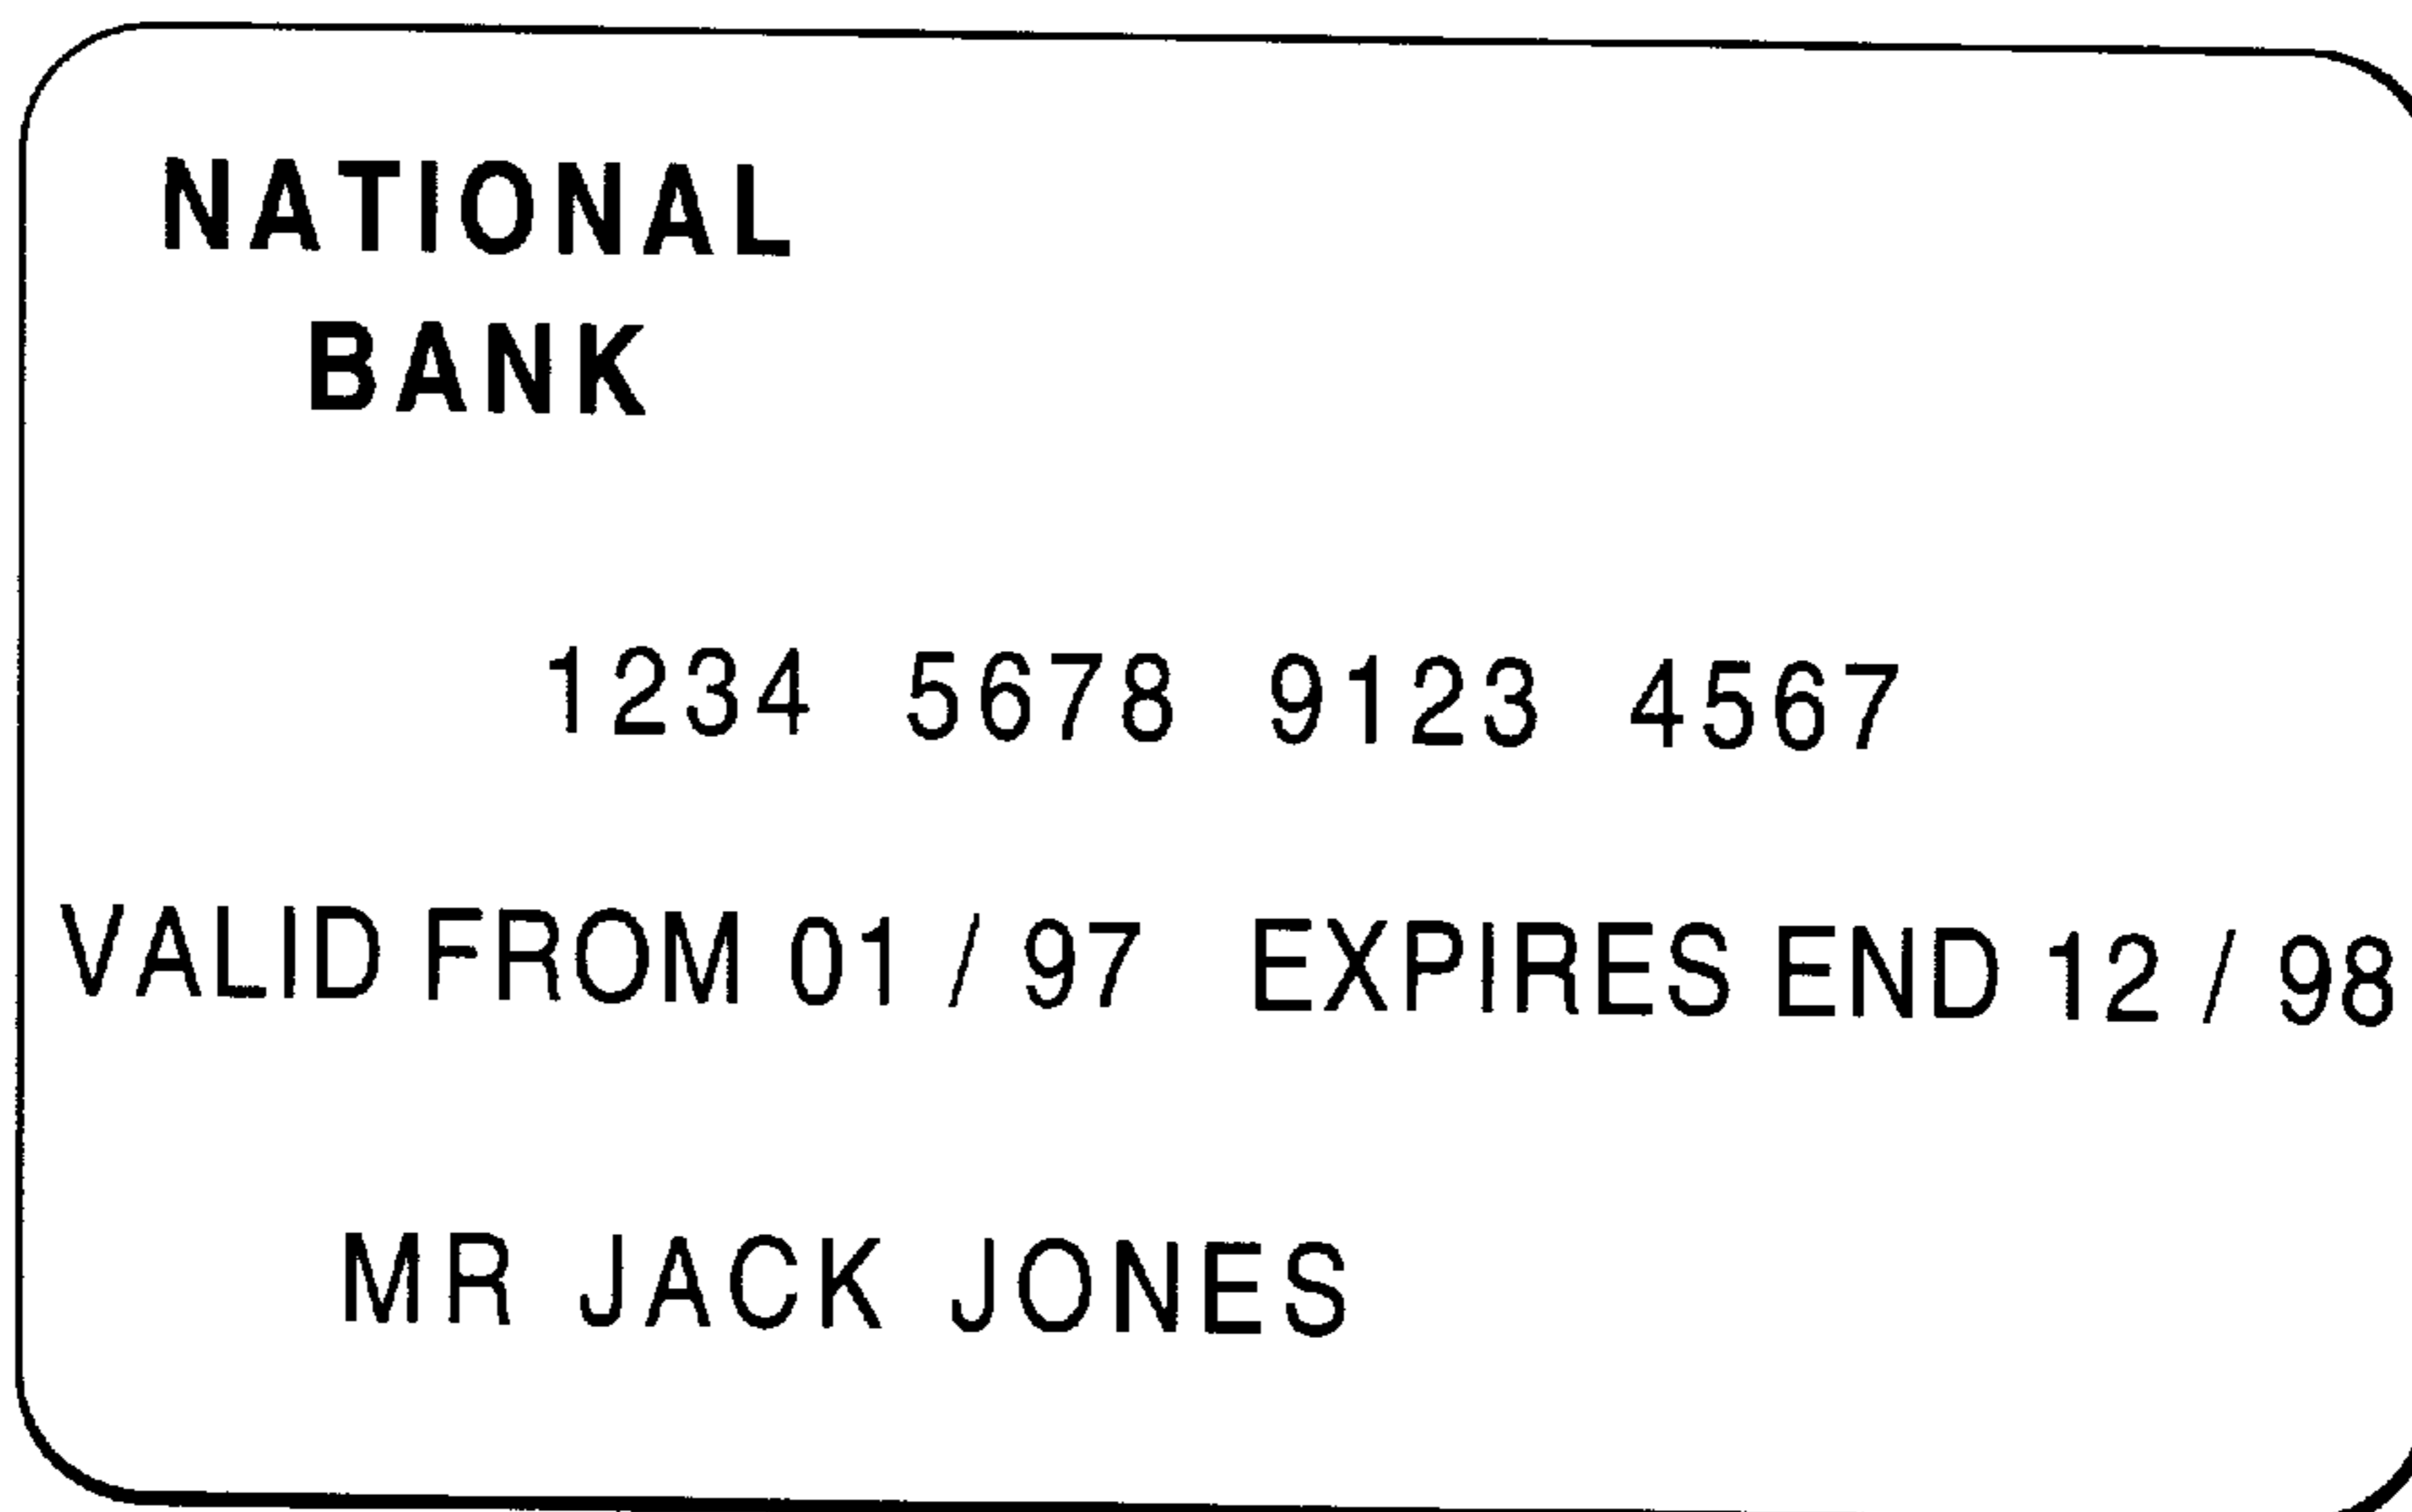 NATIONAL
BANK
1234 5678 9123 4567
VALID FROM 01 / 97 EXPIRES END 12 / 98
MR JACK JONES